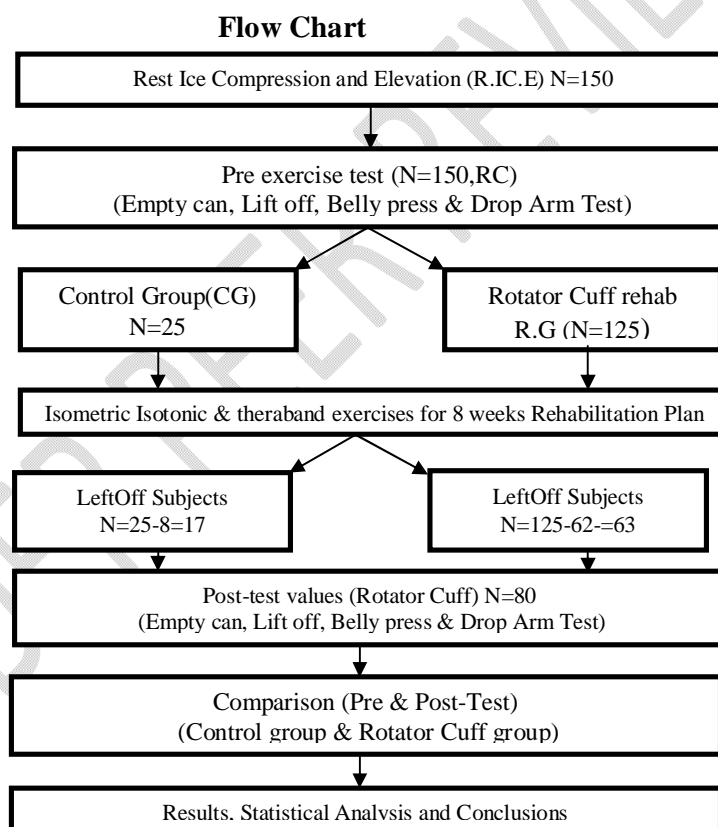 Flow Chart
Rest Ice Compression and Elevation (R.IC.E) N=150
Pre exercise test (N=150,RC)
(Empty can, Lift off, Belly press & Drop Arm Test)
Control Group(CG)
N=25
Rotator Cuff rehab
R.G (N=125)
Isometric Isotonic & theraband exercises for 8 weeks Rehabilitation Plan
LeftOff Subjects
N=25-8=17
LeftOff Subjects
N=125-62-=63
Post-test values (Rotator Cuff) N=80
(Empty can, Lift off, Belly press & Drop Arm Test)
Comparison (Pre & Post-Test)
(Control group & Rotator Cuff group)
Results, Statistical Analysis and Conclusions
PEER REVIE